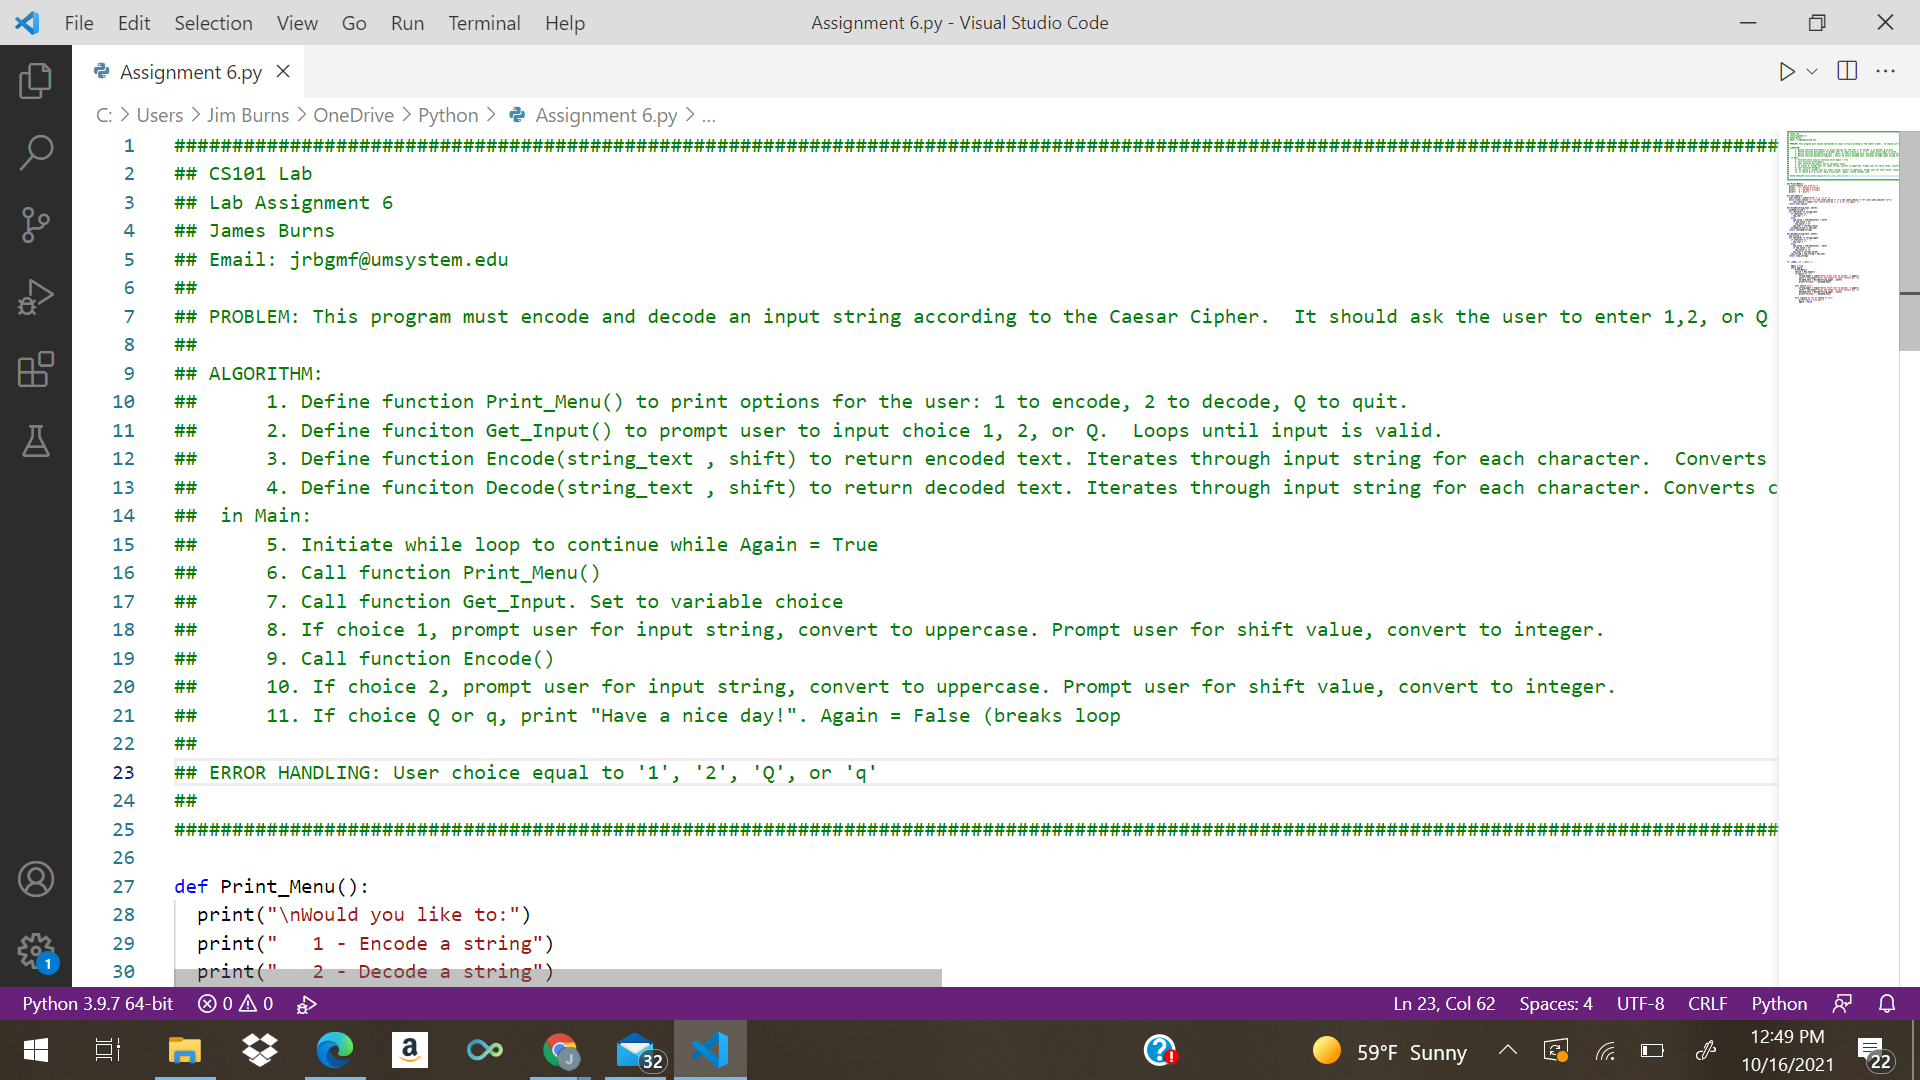 File Edit Selection View Go Run Terminal Help
Assignment 6.py - Visual Studio Code
Assignment 6.py
C: > Users > Jim Burns > OneDrive > Python > Assignment 6.py > ...
1
2 ## CS101 Lab
3 ## Lab Assignment 6
4 ## James Burns
5 ## Email: jrbgmf@umsystem.edu
6 ##
7 ## PROBLEM: This program must encode and decode an input string according to the Caesar Cipher.  It should ask the user to enter 1,2, or Q
8 ##
9 ## ALGORITHM:
10 ##      1. Define function Print_Menu() to print options for the user: 1 to encode, 2 to decode, Q to quit.
11 ##      2. Define funciton Get_Input() to prompt user to input choice 1, 2, or Q.  Loops until input is valid.
12 ##      3. Define function Encode(string_text , shift) to return encoded text. Iterates through input string for each character.  Converts
13 ##      4. Define funciton Decode(string_text , shift) to return decoded text. Iterates through input string for each character. Converts c
14 ##  in Main:
15 ##      5. Initiate while loop to continue while Again = True
16 ##      6. Call function Print_Menu()
17 ##      7. Call function Get_Input. Set to variable choice
18 ##      8. If choice 1, prompt user for input string, convert to uppercase. Prompt user for shift value, convert to integer.
19 ##      9. Call function Encode()
20 ##      10. If choice 2, prompt user for input string, convert to uppercase. Prompt user for shift value, convert to integer.
21 ##      11. If choice Q or q, print "Have a nice day!". Again = False (breaks loop
22 ##
23 ## ERROR HANDLING: User choice equal to '1', '2', 'Q', or 'q'
24 ##
25
26
27 def Print_Menu():
28   print("\nWould you like to:")
29   print("   1 - Encode a string")
30   print("   2 - Decode a string")
1
Python 3.9.7 64-bit 0 0 Ln 23, Col 62 Spaces: 4 UTF-8 CRLF Python
a J 32 59°F Sunny 12:49 PM
10/16/2021 22